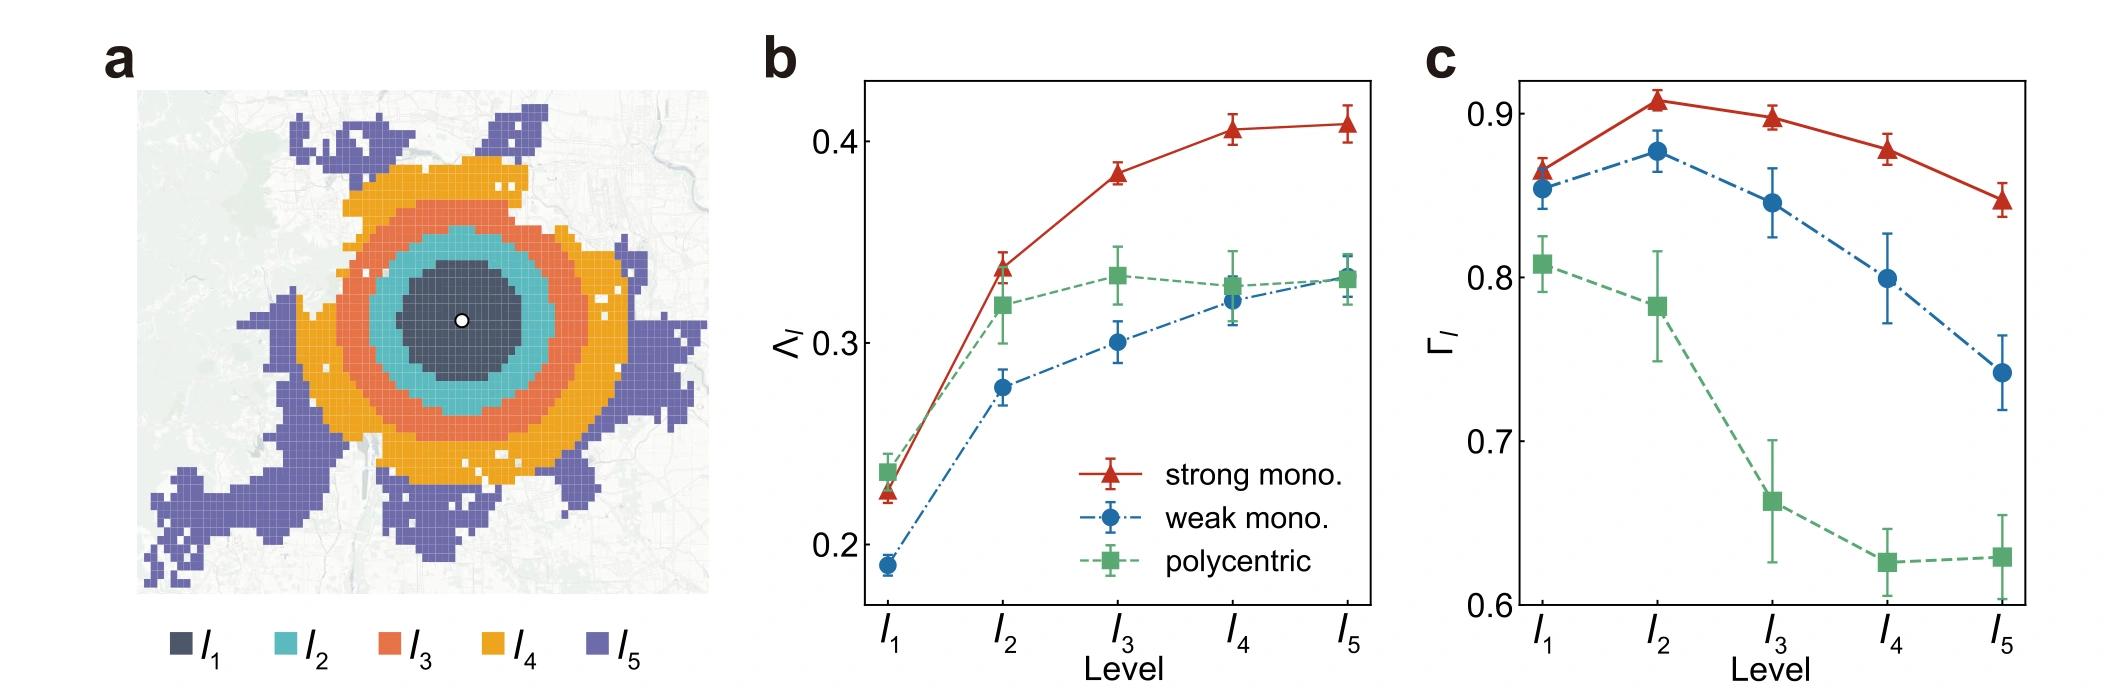 a
l1
l2
l3
l4
l5
b
Λl
0.4
0.3
0.2
strong mono.
weak mono.
polycentric
l1
l2
l3
l4
l5
Level
c
Γl
0.9
0.8
0.7
0.6
l1
l2
l3
l4
l5
Level